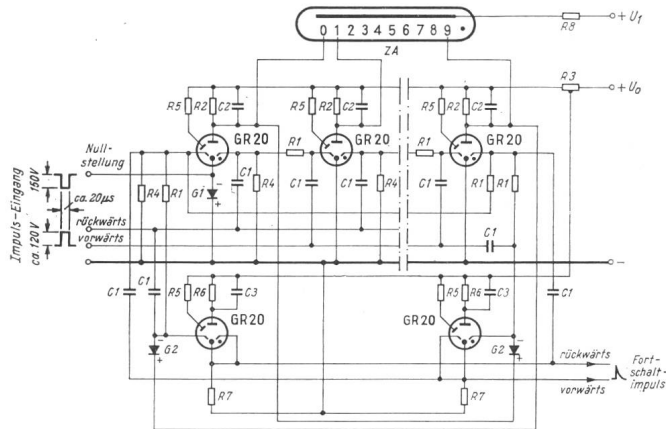 + U₁
R8
0 1 2 3 4 5 6 7 8 9
ZA
R3
+ U₀
R5 R2 C2
R5 R2 C2
R5 R2 C2
GR20
R1
GR20
R1
GR20
Null-
stellung
Impuls-Eingang
150V
ca. 20µs
ca. 120V
rückwärts
vorwärts
R4 R1
G1
C1
R4
C1
C1
R4
C1
R1 R1
C1
−
C1
C1
R5 R6 C3
R5 R6 C3
C1
GR20
GR20
G2
G2
R7
R7
rückwärts
vorwärts
Fort-
schalt-
impuls